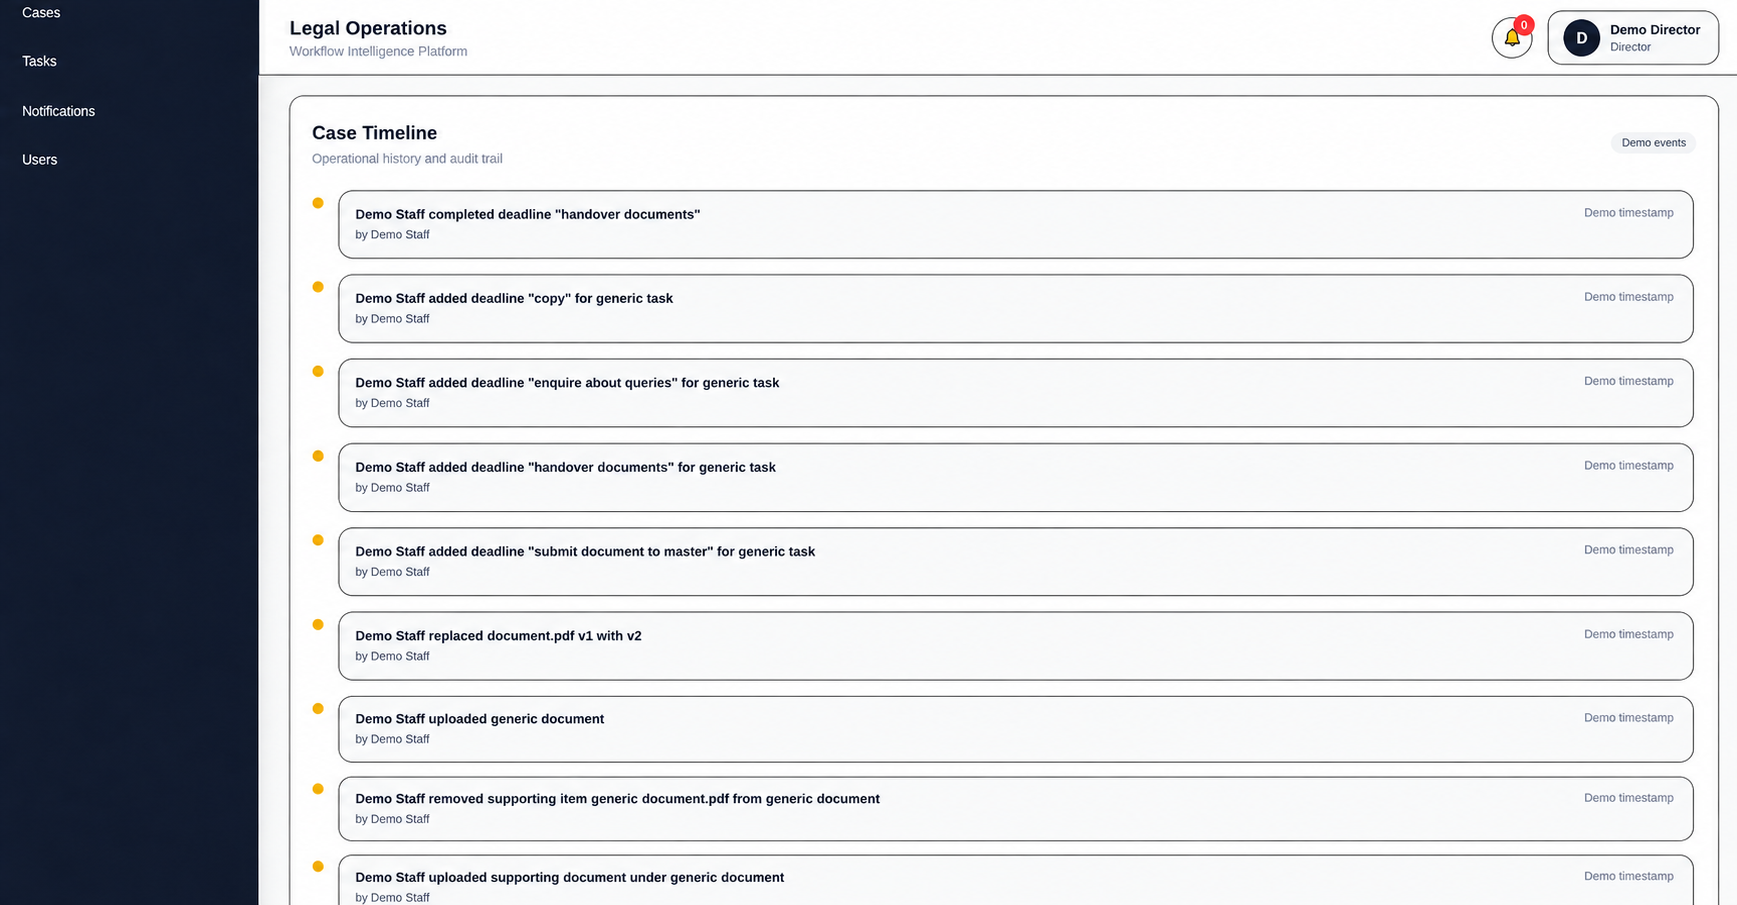 Cases
Tasks
Notifications
Users
Legal Operations
Workflow Intelligence Platform
0
D
Demo Director
Director
Case Timeline
Operational history and audit trail
Demo events
Demo Staff completed deadline "handover documents"
by Demo Staff
Demo timestamp
Demo Staff added deadline "copy" for generic task
by Demo Staff
Demo timestamp
Demo Staff added deadline "enquire about queries" for generic task
by Demo Staff
Demo timestamp
Demo Staff added deadline "handover documents" for generic task
by Demo Staff
Demo timestamp
Demo Staff added deadline "submit document to master" for generic task
by Demo Staff
Demo timestamp
Demo Staff replaced document.pdf v1 with v2
by Demo Staff
Demo timestamp
Demo Staff uploaded generic document
by Demo Staff
Demo timestamp
Demo Staff removed supporting item generic document.pdf from generic document
by Demo Staff
Demo timestamp
Demo Staff uploaded supporting document under generic document
by Demo Staff
Demo timestamp